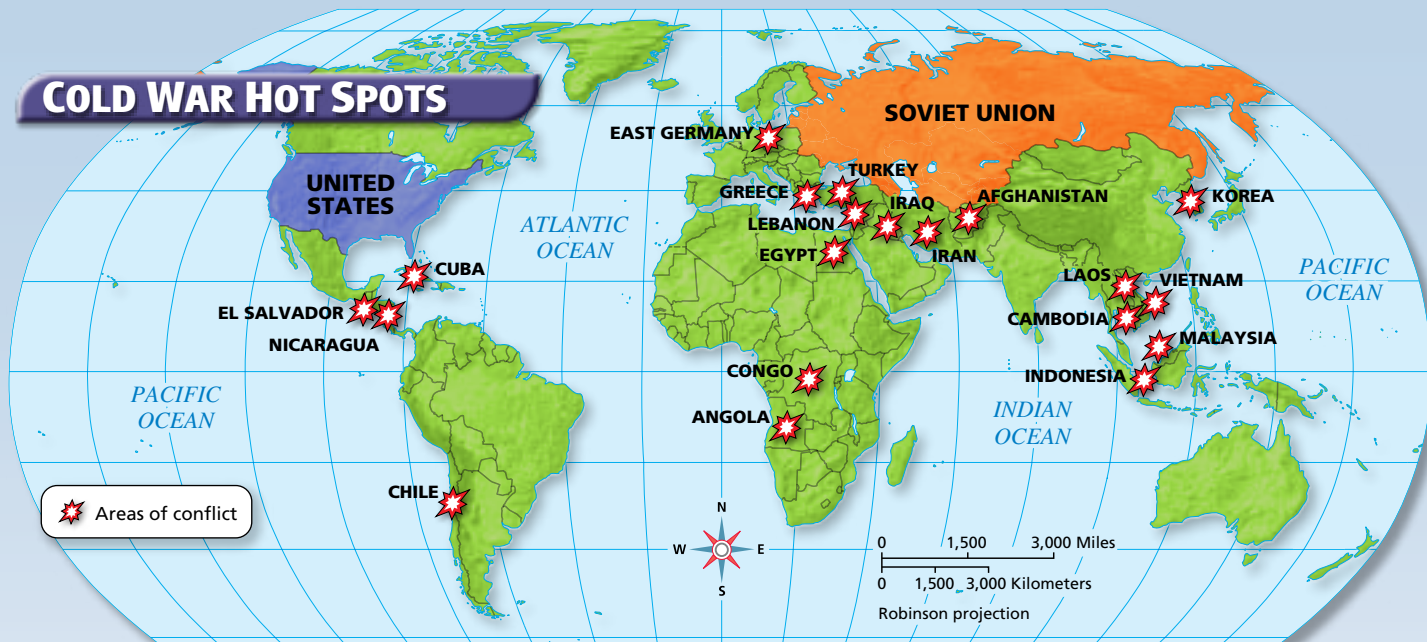 COLD WAR HOT SPOTS
SOVIET UNION
EAST GERMANY
TURKEY
UNITED
STATES
GREECE
IRAQ
AFGHANISTAN
KOREA
ATLANTIC
OCEAN
LEBANON
EGYPT
IRAN
CUBA
LAOS
VIETNAM
PACIFIC
OCEAN
EL SALVADOR
CAMBODIA
NICARAGUA
MALAYSIA
CONGO
INDONESIA
PACIFIC
OCEAN
ANGOLA
INDIAN
OCEAN
CHILE
Areas of conflict
N
W
E
S
0 1,500 3,000 Miles
0 1,500 3,000 Kilometers
Robinson projection